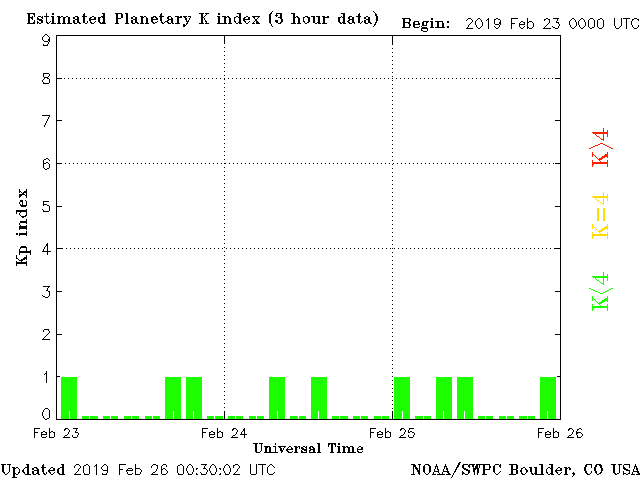 Estimated Planetary K index (3 hour data) Begin: 2019 Feb 23 0000 UTC
9
8
7
6
5
4
3
2
1
0
Kp index
K>4
K=4
K<4
Feb 23 Feb 24 Feb 25 Feb 26
Universal Time
Updated 2019 Feb 26 00:30:02 UTC NOAA/SWPC Boulder, CO USA